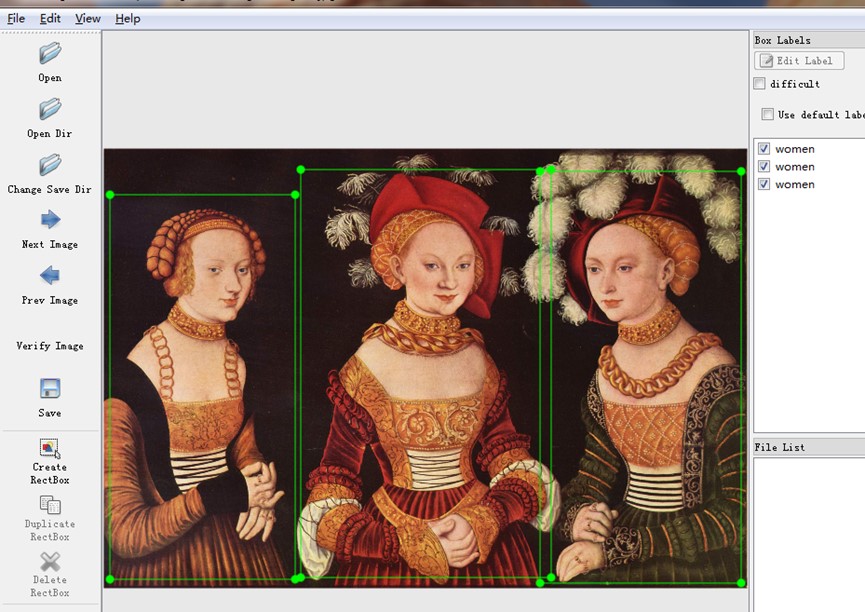 File Edit View Help
Open
Open Dir
Change Save Dir
Next Image
Prev Image
Verify Image
Save
Create
RectBox
Duplicate
RectBox
Delete
RectBox
Box Labels
Edit Label
difficult
Use default labe
women
women
women
File List